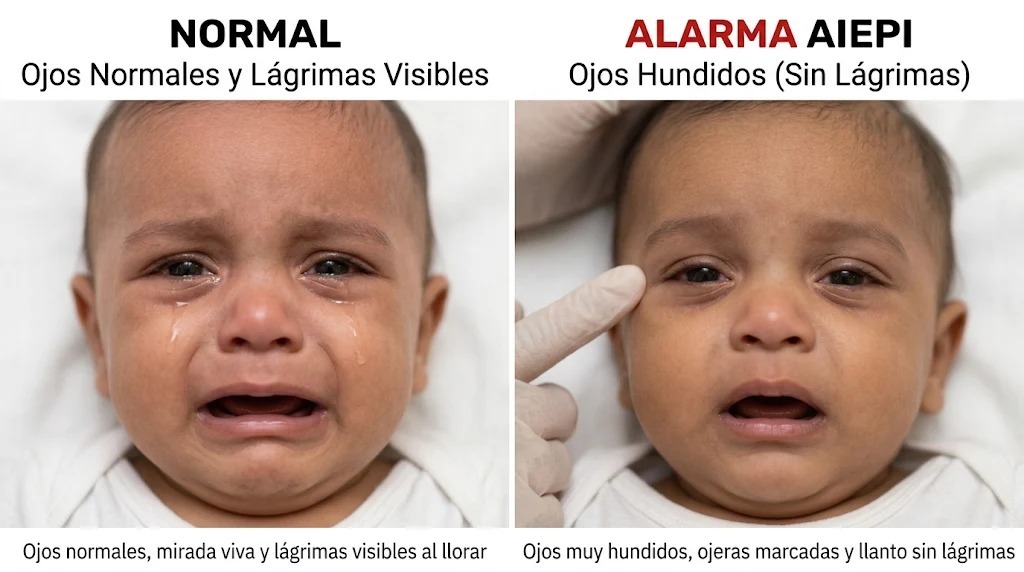 NORMAL
Ojos Normales y Lágrimas Visibles
ALARMA AIEPI
Ojos Hundidos (Sin Lágrimas)
Ojos normales, mirada viva y lágrimas visibles al llorar
Ojos muy hundidos, ojeras marcadas y llanto sin lágrimas